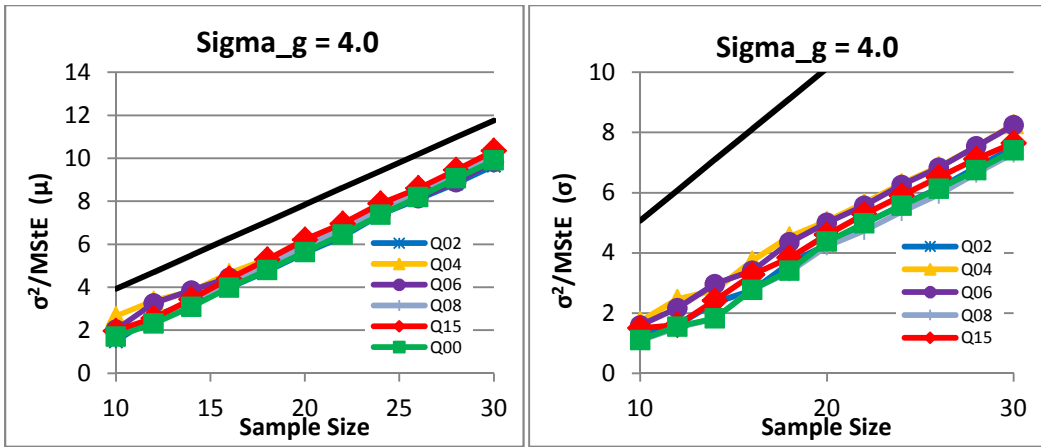 Sigma_g = 4.0
σ²/MStE (μ)
14
12
10
8
6
4
2
0
Q02
Q04
Q06
Q08
Q15
Q00
10 15 20 25 30
Sample Size
Sigma_g = 4.0
σ²/MStE (σ)
10
8
6
4
2
0
Q02
Q04
Q06
Q08
Q15
10 20 30
Sample Size